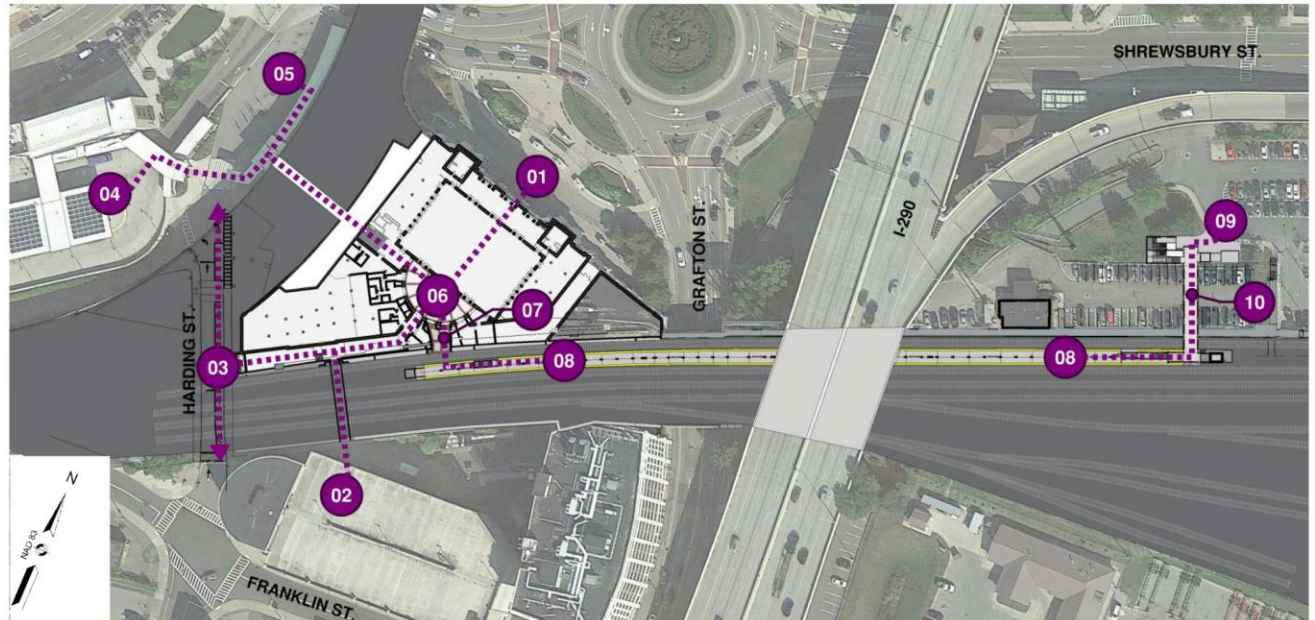 SHREWSBURY ST.
05
04
01
09
GRAFTON ST.
I-290
06
07
10
08
08
HARDING ST.
03
02
N
NAD 83
FRANKLIN ST.